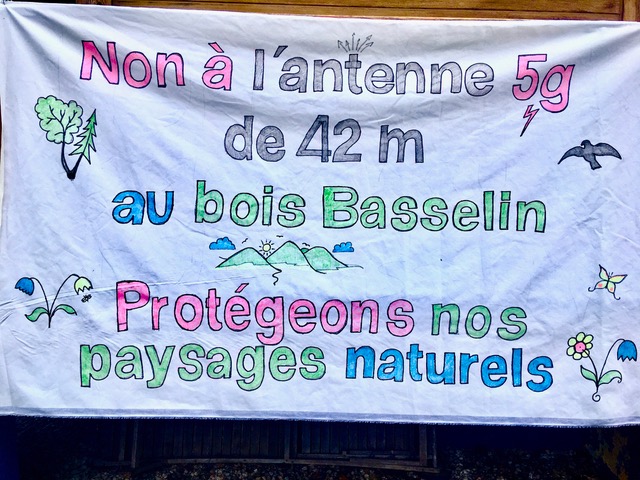 Non à l'antenne 5g
de 42 m
au bois Basselin
Protégeons nos
paysages naturels